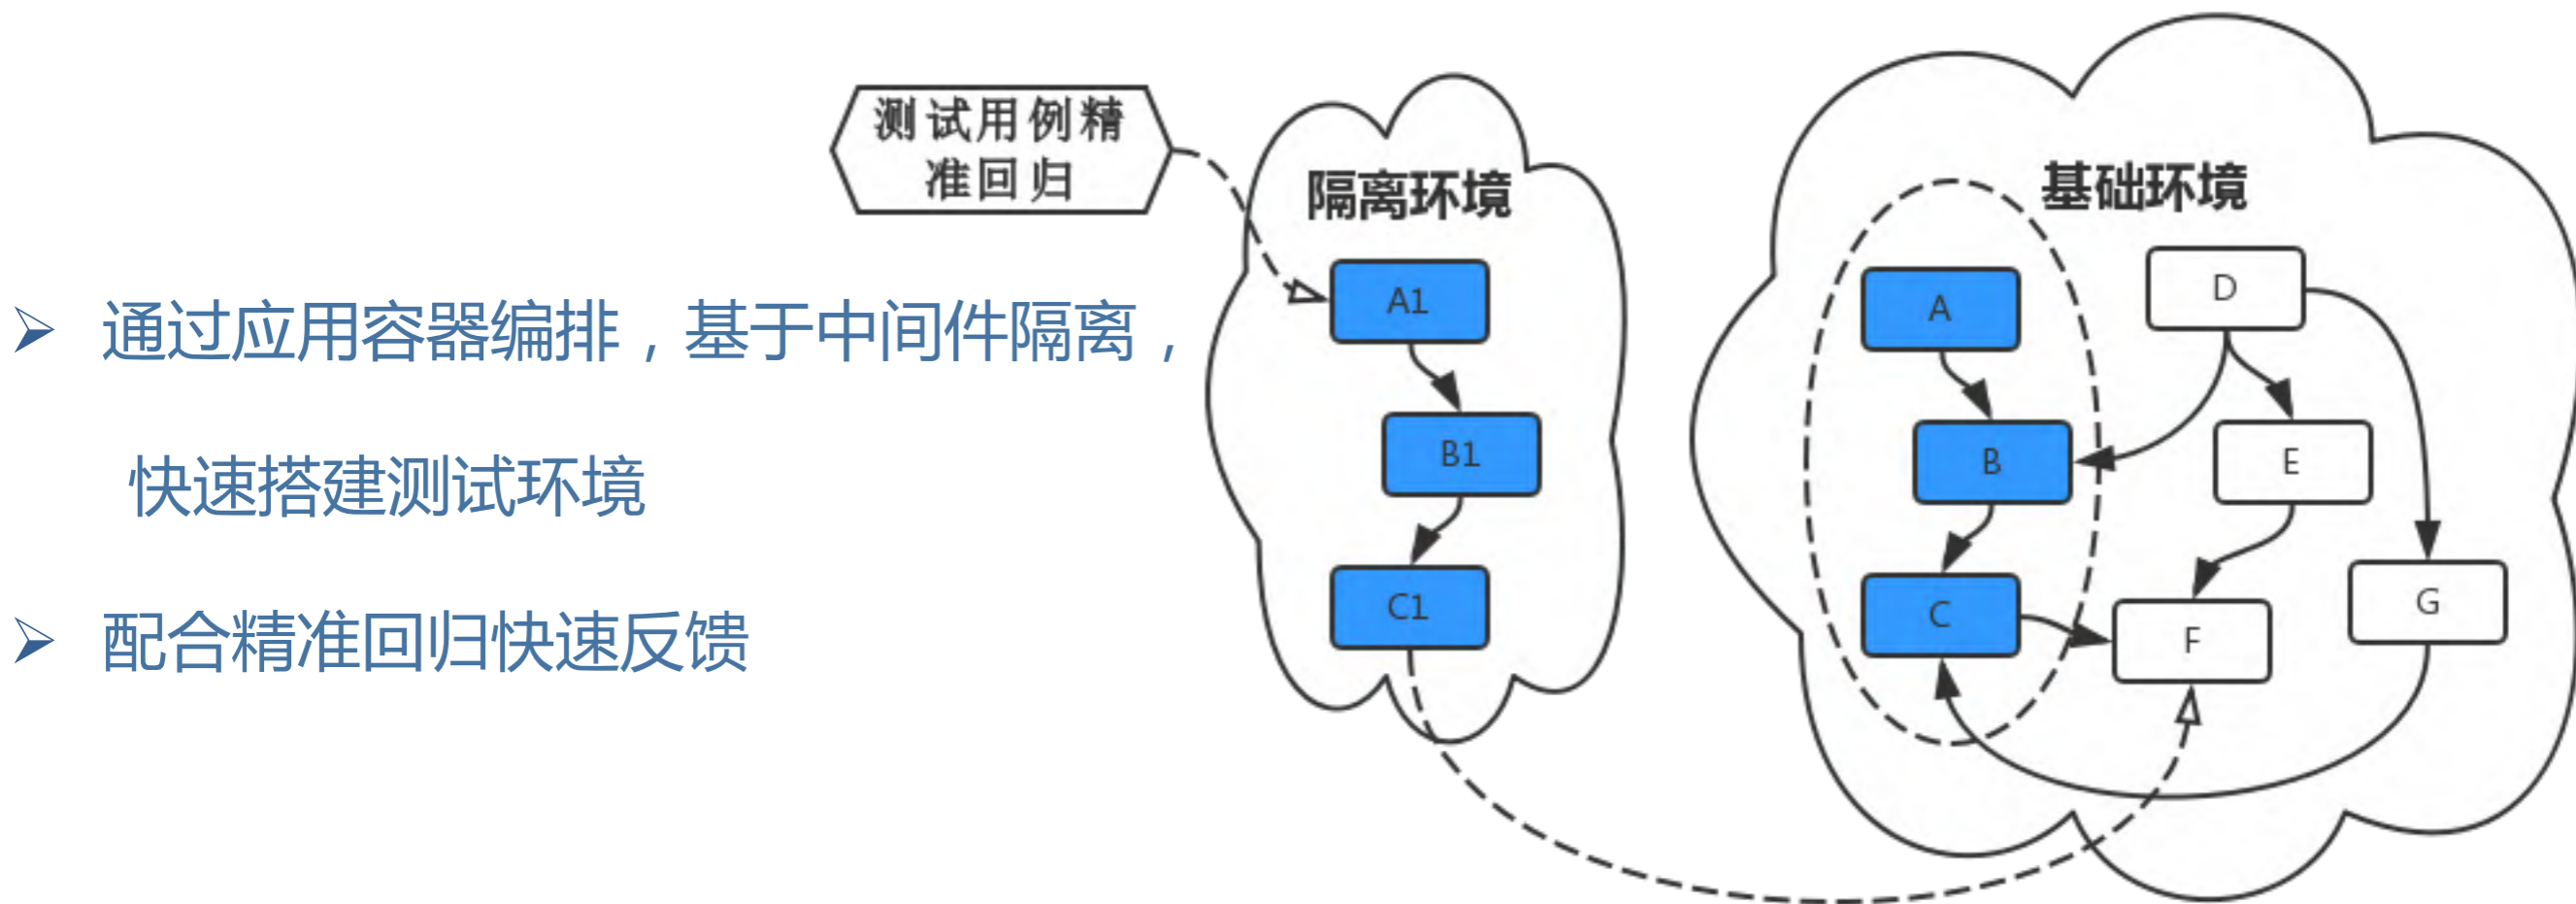 测试用例精
准回归
隔离环境
基础环境
通过应用容器编排，基于中间件隔离，
快速搭建测试环境
配合精准回归快速反馈
A1
B1
C1
A
B
C
D
E
F
G